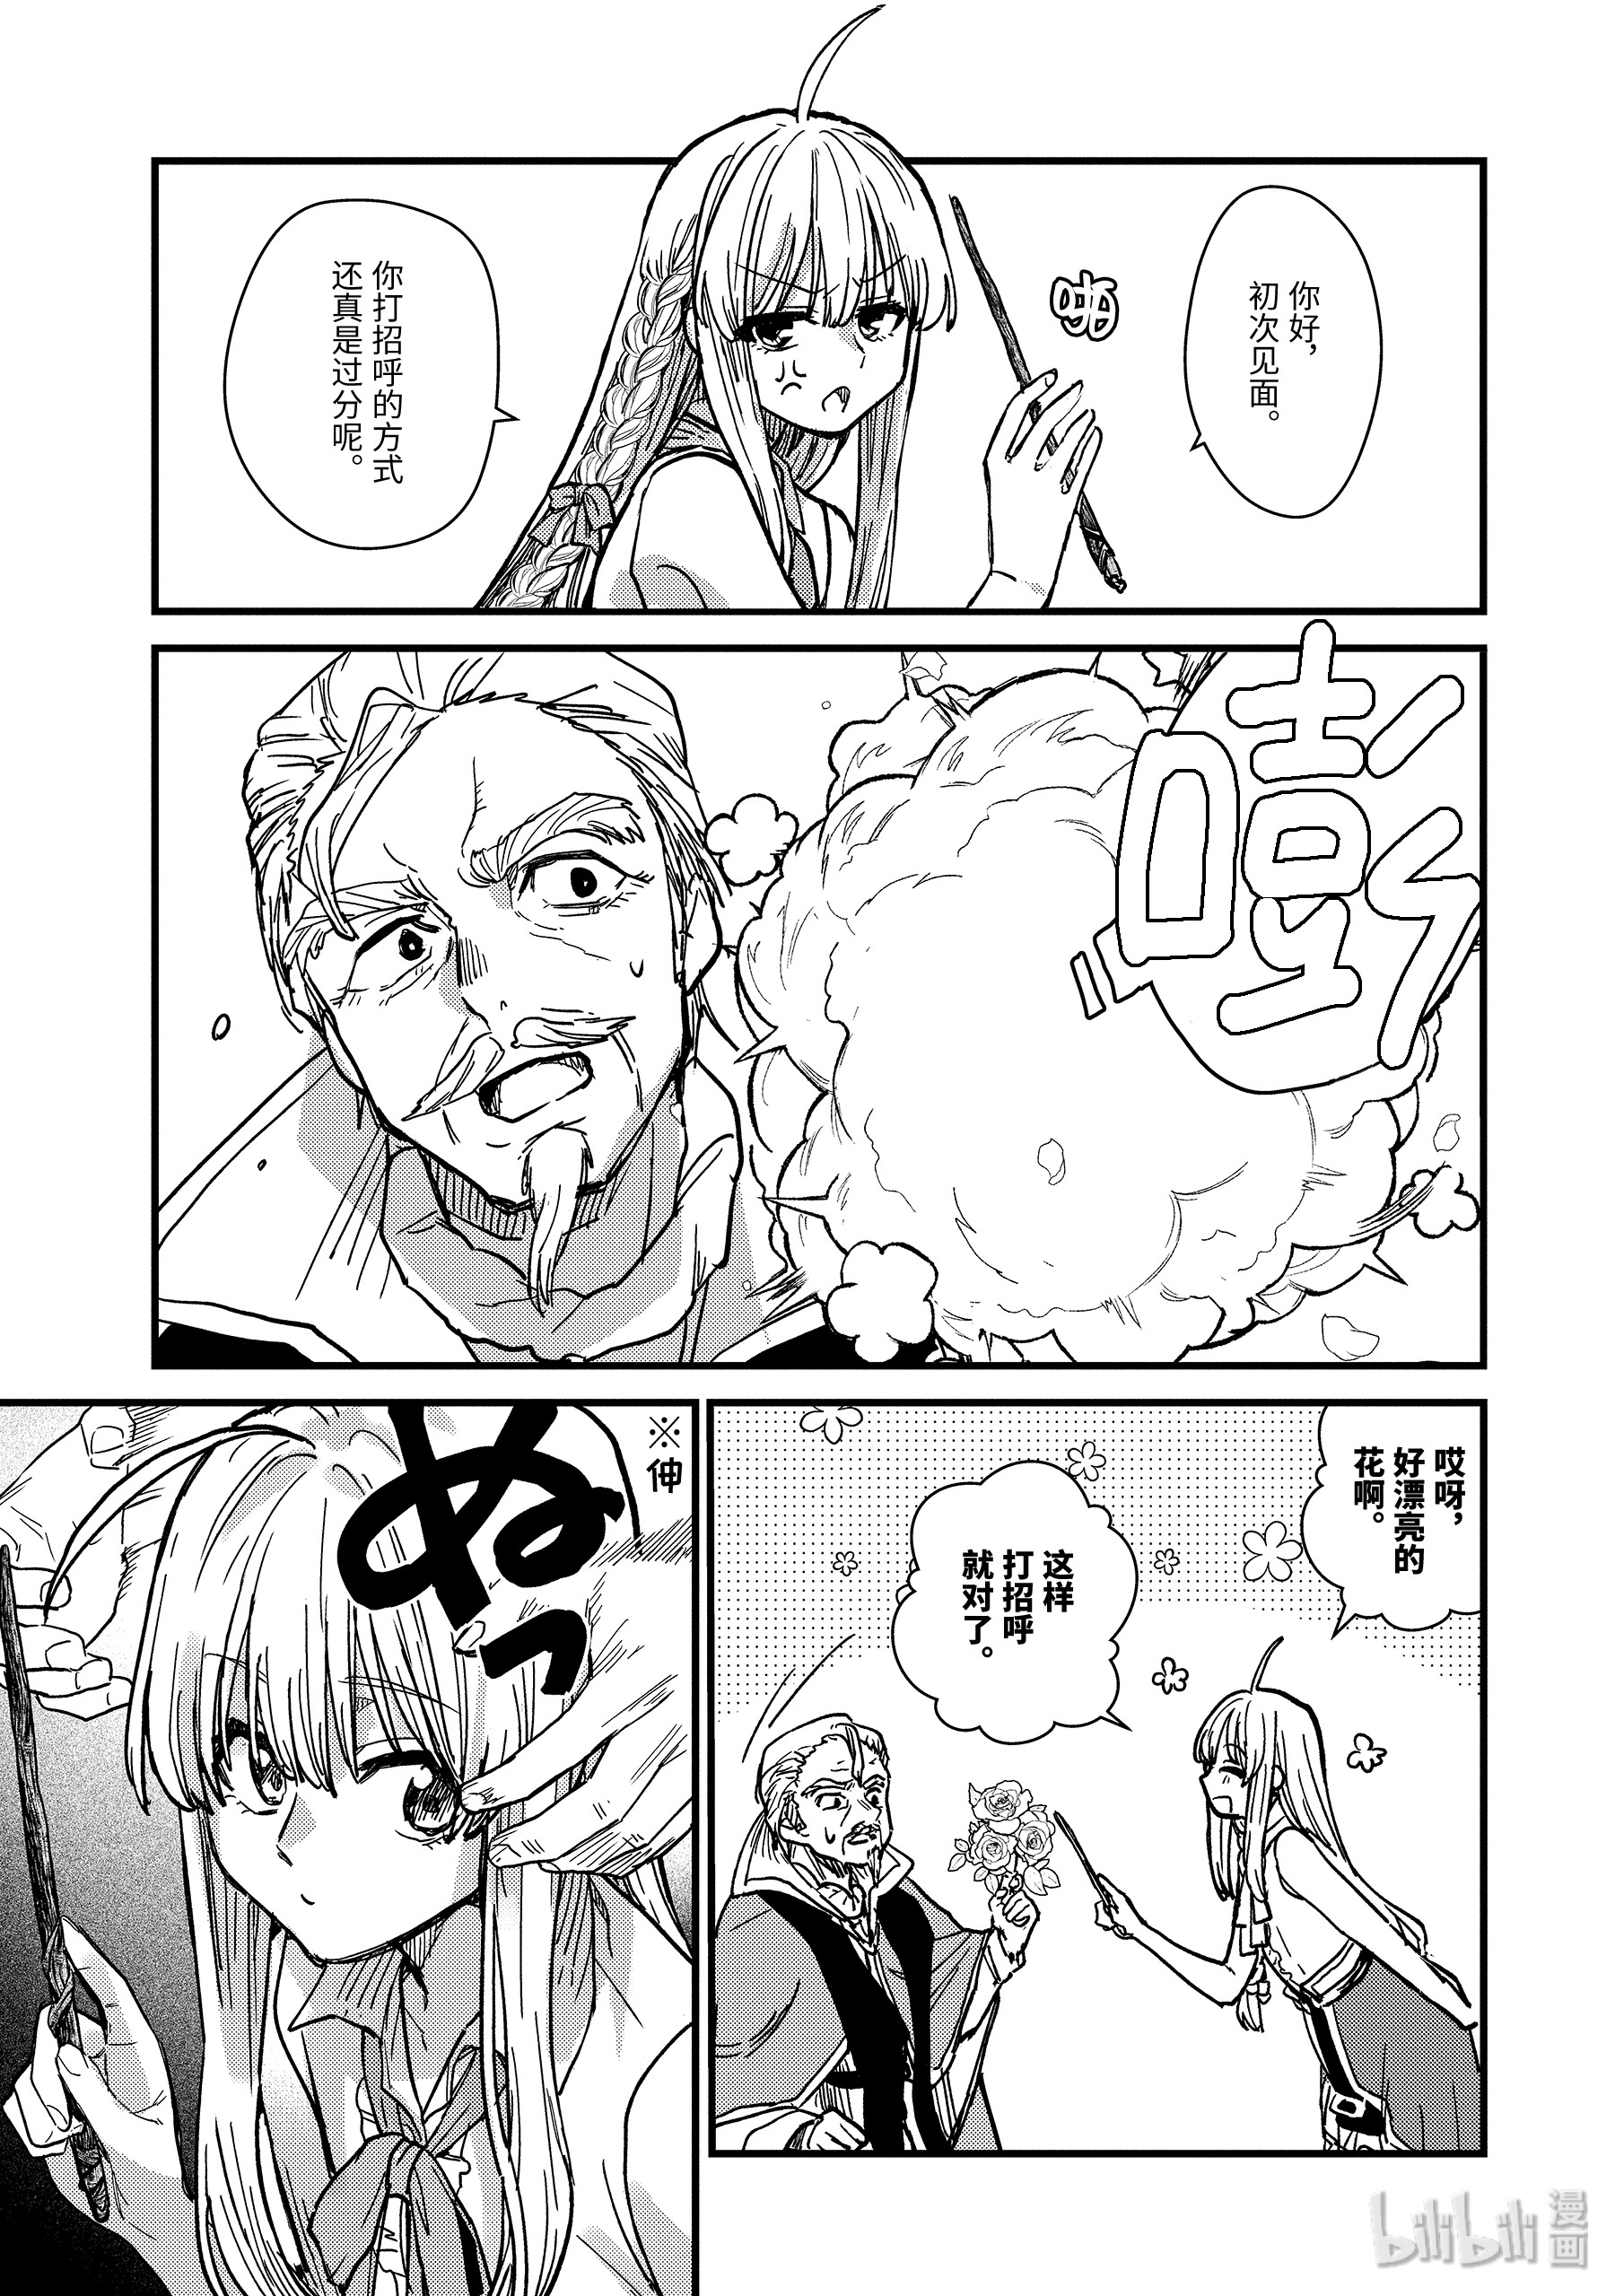 你好，
初次见面。
啪
你打招呼的方式
还真是过分呢。
嘭
哎呀，
好漂亮的
花啊。
这样
打招呼
就对了。
※伸
ぬっ
bilibili
漫画